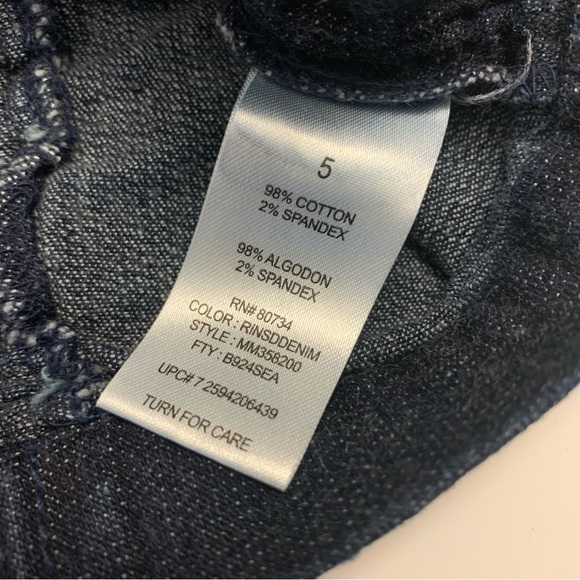 5
98% COTTON
2% SPANDEX
98% ALGODON
2% SPANDEX
RN# 80734
COLOR : RINSDDENIM
STYLE : MM358200
FTY : B924SEA
UPC# 7 2594206439
TURN FOR CARE